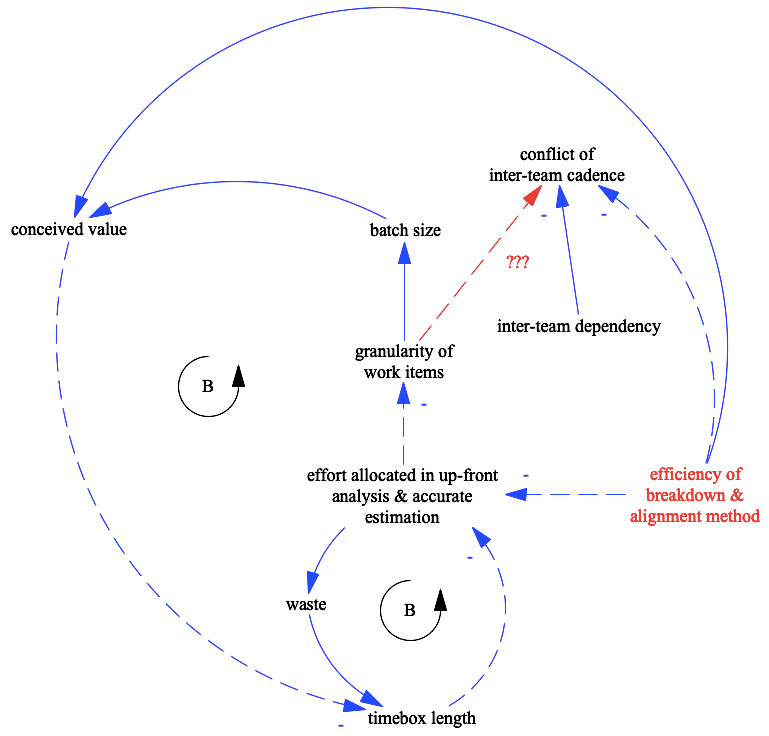 conflict of
inter-team cadence
-
-
conceived value
batch size
???
inter-team dependency
granularity of
work items
B
-
effort allocated in up-front
analysis & accurate
estimation
-
efficiency of
breakdown &
alignment method
-
waste
B
timebox length
-